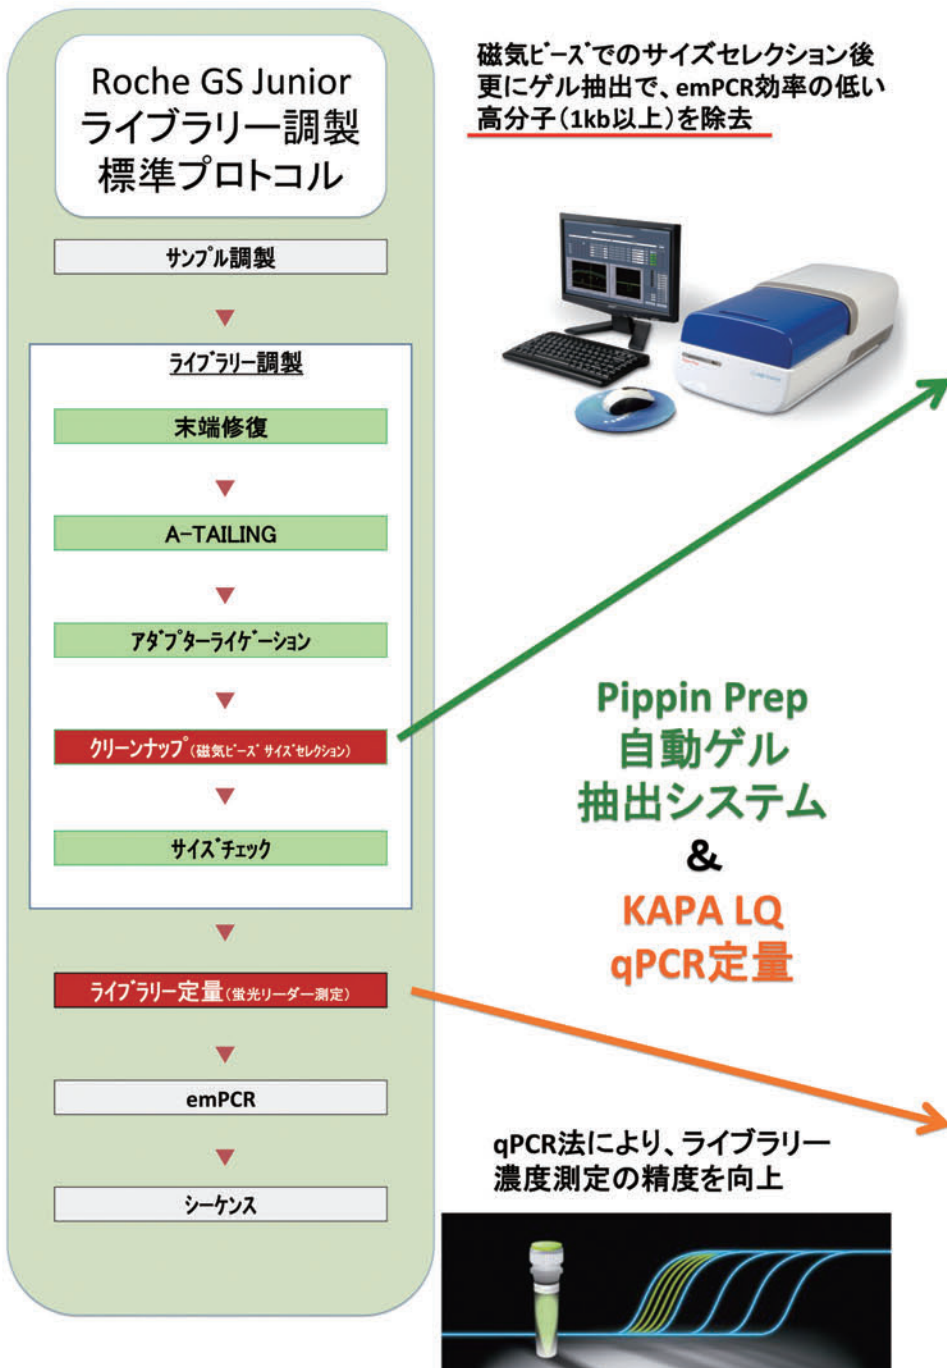 Roche GS Junior
ライブラリー調製
標準プロトコル
サンプル調製
ライブラリー調製
末端修復
A-TAILING
アダプターライゲーション
クリーンナップ(磁気ビーズ サイズセレクション)
サイズチェック
ライブラリー定量(蛍光リーダー測定)
emPCR
シーケンス
磁気ビーズでのサイズセレクション後
更にゲル抽出で、emPCR効率の低い
高分子(1kb以上)を除去
Pippin Prep
自動ゲル
抽出システム
&
KAPA LQ
qPCR定量
qPCR法により、ライブラリー
濃度測定の精度を向上